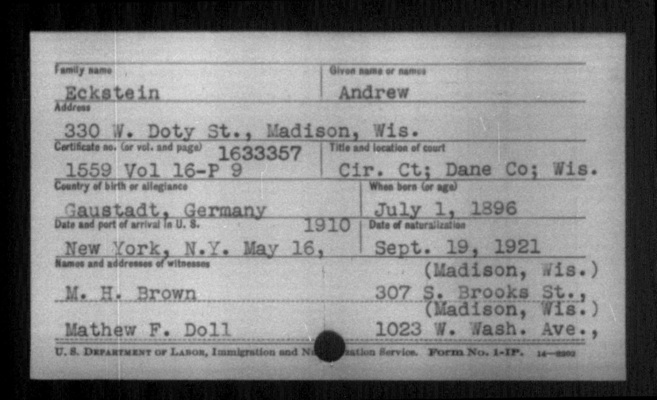 Family name Given name or names
Eckstein Andrew
Address
330 W. Doty St., Madison, Wis.
Certificate no. (or vol. and page) 1633357 Title and location of court
1559 Vol 16-P 9 Cir. Ct; Dane Co; Wis.
Country of birth or allegiance When born (or age)
Gaustadt, Germany July 1, 1896
Date and port of arrival in U. S. 1910 Date of naturalization
New York, N.Y. May 16, Sept. 19, 1921
Names and addresses of witnesses
(Madison, Wis.)
M. H. Brown 307 S. Brooks St.,
(Madison, Wis.)
Mathew F. Doll 1023 W. Wash. Ave.,
U. S. Department of Labor, Immigration and Service. Form No. 1-IP. 14—2202